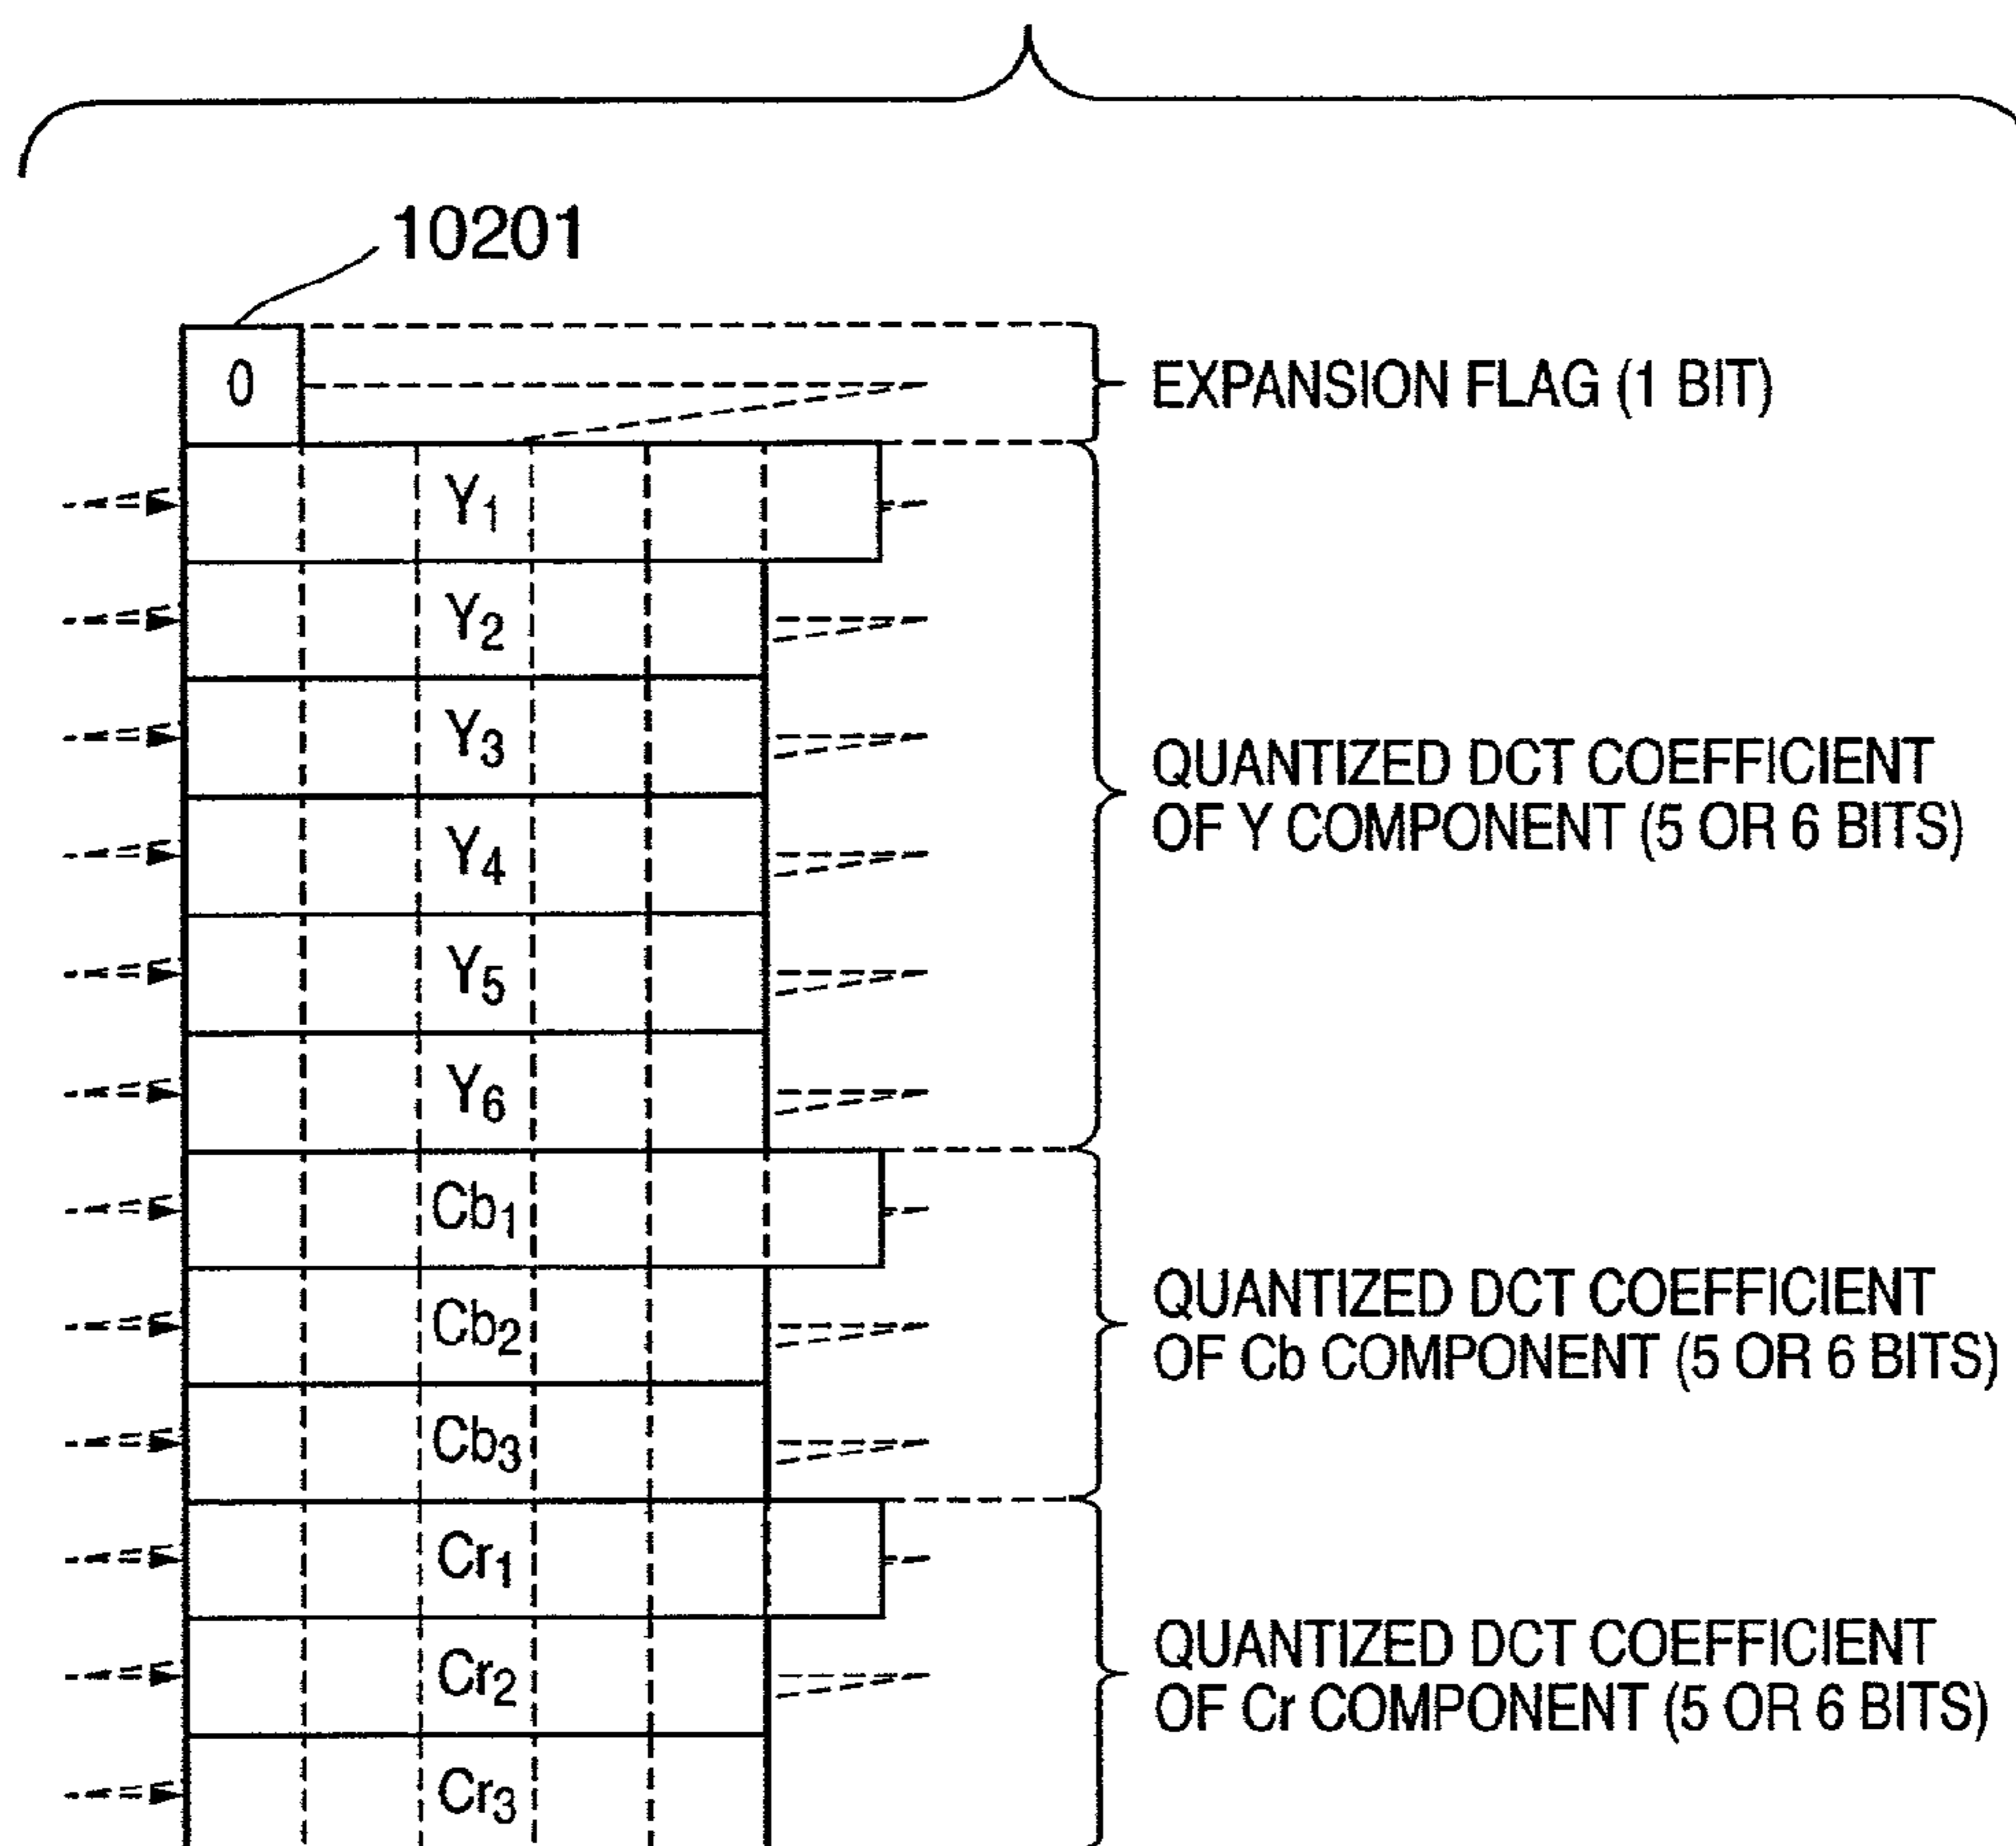 10201
0
EXPANSION FLAG (1 BIT)
Y1
Y2
Y3
Y4
Y5
Y6
QUANTIZED DCT COEFFICIENT
OF Y COMPONENT (5 OR 6 BITS)
Cb1
Cb2
Cb3
QUANTIZED DCT COEFFICIENT
OF Cb COMPONENT (5 OR 6 BITS)
Cr1
Cr2
Cr3
QUANTIZED DCT COEFFICIENT
OF Cr COMPONENT (5 OR 6 BITS)